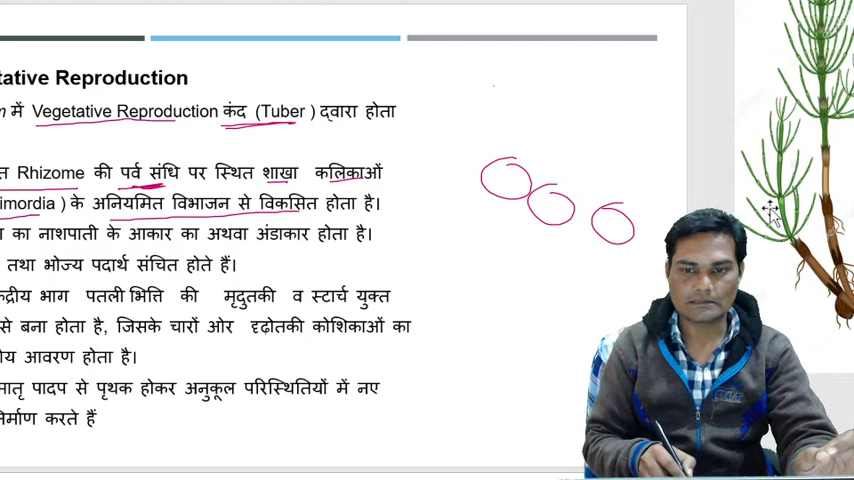 tative Reproduction
में Vegetative Reproduction कंद (Tuber ) द्वारा होता
Rhizome की पर्व संधि पर स्थित शाखा कलिकाओं
imordia ) के अनियमित विभाजन से विकसित होता है।
का नाशपाती के आकार का अथवा अंडाकार होता है।
तथा भोज्य पदार्थ संचित होते हैं।
केंद्रीय भाग पतली भित्ति की मृदुतकी व स्टार्च युक्त
से बना होता है, जिसके चारों ओर दृढ़ोतकी कोशिकाओं का
ीय आवरण होता है।
मातृ पादप से पृथक होकर अनुकूल परिस्थितियों में नए
निर्माण करते हैं